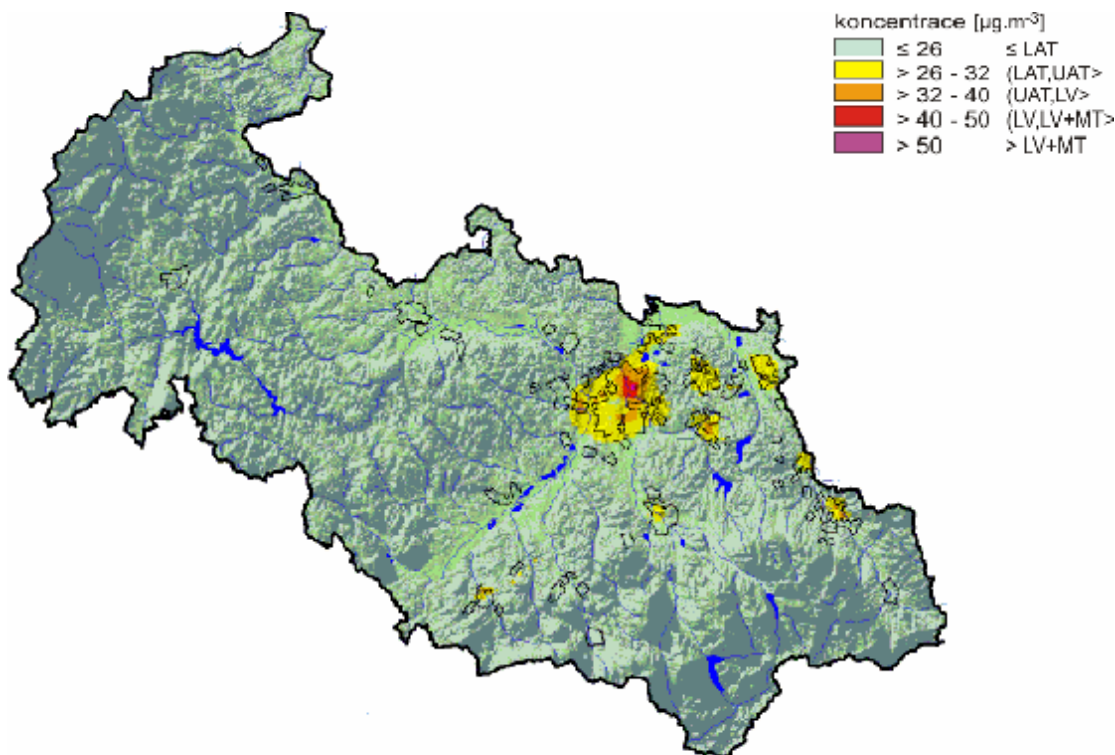 koncentrace [µg.m⁻³]
≤ 26 ≤ LAT
> 26 - 32 (LAT,UAT>
> 32 - 40 (UAT,LV>
> 40 - 50 (LV,LV+MT>
> 50 > LV+MT